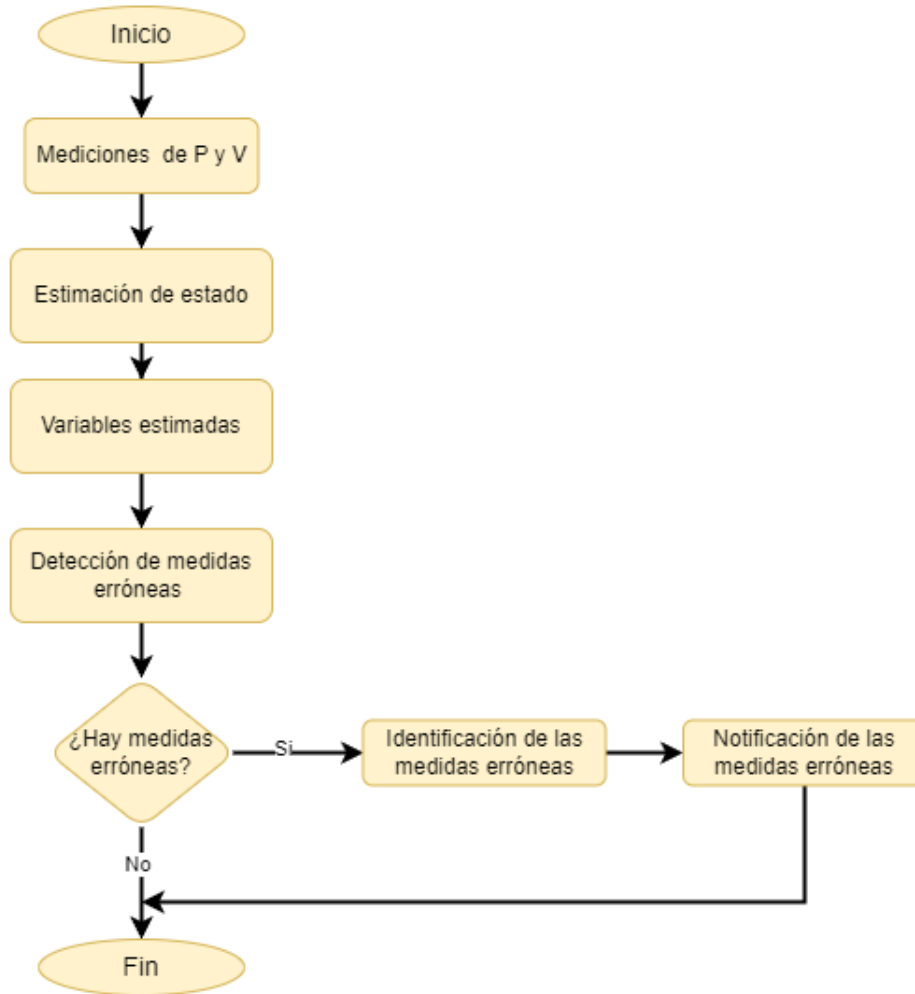 Inicio
Mediciones de P y V
Estimación de estado
Variables estimadas
Detección de medidas
erróneas
¿Hay medidas
erróneas?
Si
Identificación de las
medidas erróneas
Notificación de las
medidas erróneas
No
Fin